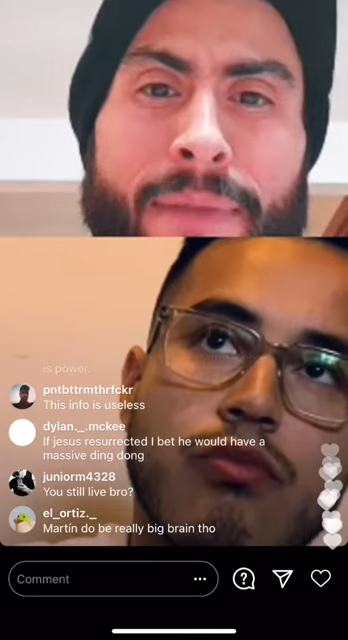 is power.
pntbttrmthrfckr
This info is useless
dylan._.mckee
If jesus resurrected I bet he would have a
massive ding dong
juniorm4328
You still live bro?
el_ortiz._
Martín do be really big brain tho
Comment